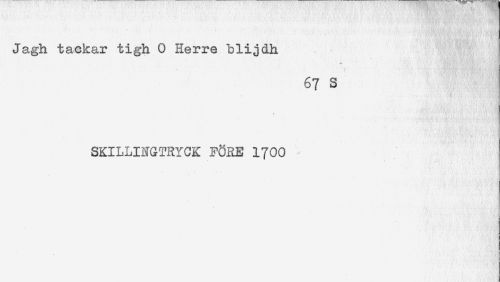 Jagh tackar tigh O Herre blijdh
67 S
SKILLINGTRYCK FÖRE 1700